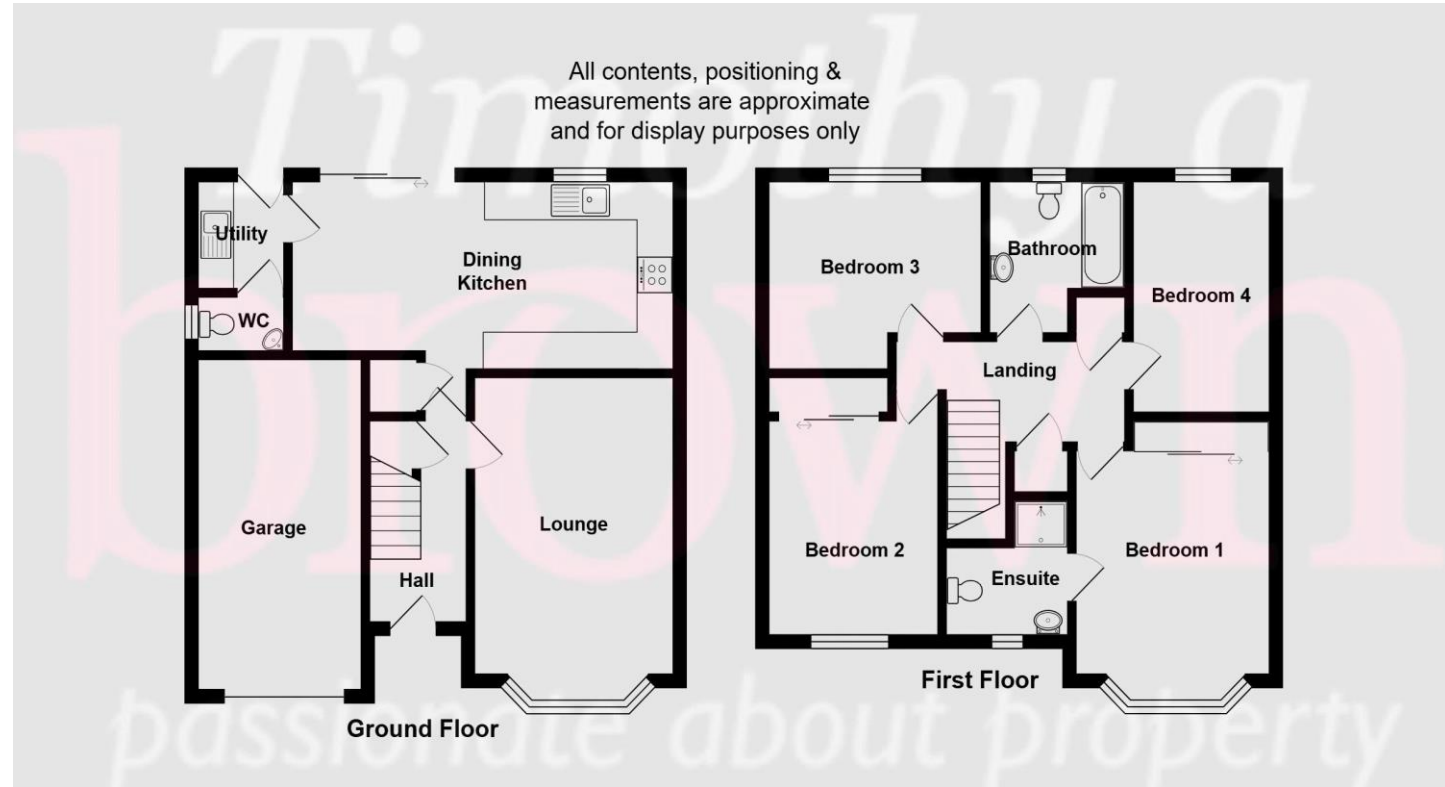 Timothy a
brown
passionate about property
All contents, positioning &
measurements are approximate
and for display purposes only
Utility
WC
Dining
Kitchen
Garage
Hall
Lounge
Ground Floor
Bedroom 3
Bathroom
Bedroom 4
Landing
Bedroom 2
Ensuite
Bedroom 1
First Floor